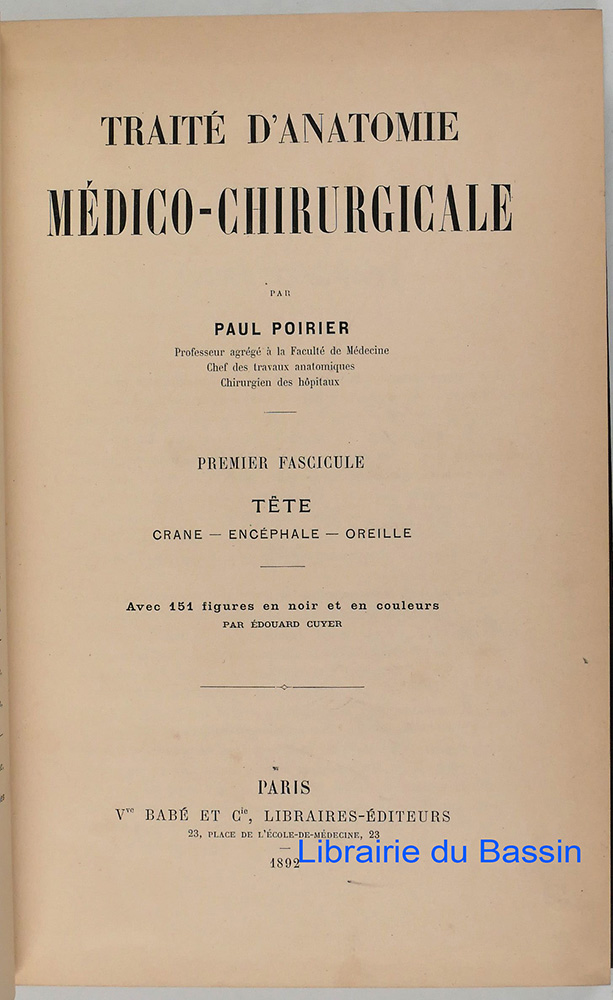 TRAITÉ D'ANATOMIE
MÉDICO-CHIRURGICALE
PAR
PAUL POIRIER
Professeur agrégé à la Faculté de Médecine
Chef des travaux anatomiques
Chirurgien des hôpitaux
PREMIER FASCICULE
TÊTE
CRANE — ENCÉPHALE — OREILLE
Avec 151 figures en noir et en couleurs
PAR ÉDOUARD CUYER
PARIS
Vve BABÉ ET Cie, LIBRAIRES-ÉDITEURS
23, PLACE DE L'ÉCOLE-DE-MÉDECINE, 23
1892
Librairie du Bassin